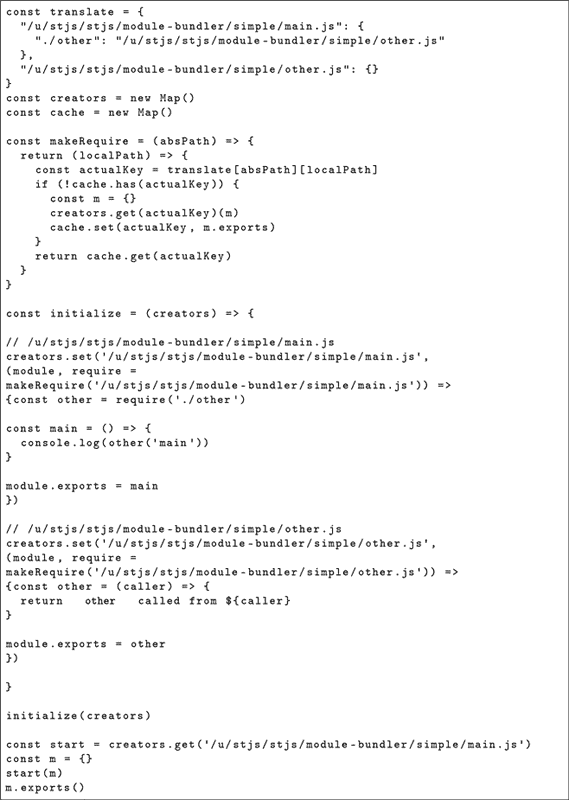 const translate = {
  "/u/stjs/stjs/module-bundler/simple/main.js": {
    "./other": "/u/stjs/stjs/module-bundler/simple/other.js"
  },
  "/u/stjs/stjs/module-bundler/simple/other.js": {}
}
const creators = new Map()
const cache = new Map()

const makeRequire = (absPath) => {
  return (localPath) => {
    const actualKey = translate[absPath][localPath]
    if (!cache.has(actualKey)) {
      const m = {}
      creators.get(actualKey)(m)
      cache.set(actualKey, m.exports)
    }
    return cache.get(actualKey)
  }
}

const initialize = (creators) => {

// /u/stjs/stjs/module-bundler/simple/main.js
creators.set('/u/stjs/stjs/module-bundler/simple/main.js',
(module, require =
makeRequire('/u/stjs/stjs/module-bundler/simple/main.js')) =>
{const other = require('./other')

const main = () => {
  console.log(other('main'))
}

module.exports = main
})

// /u/stjs/stjs/module-bundler/simple/other.js
creators.set('/u/stjs/stjs/module-bundler/simple/other.js',
(module, require =
makeRequire('/u/stjs/stjs/module-bundler/simple/other.js')) =>
{const other = (caller) => {
  return   other   called from ${caller}
}

module.exports = other
})

}

initialize(creators)

const start = creators.get('/u/stjs/stjs/module-bundler/simple/main.js')
const m = {}
start(m)
m.exports()